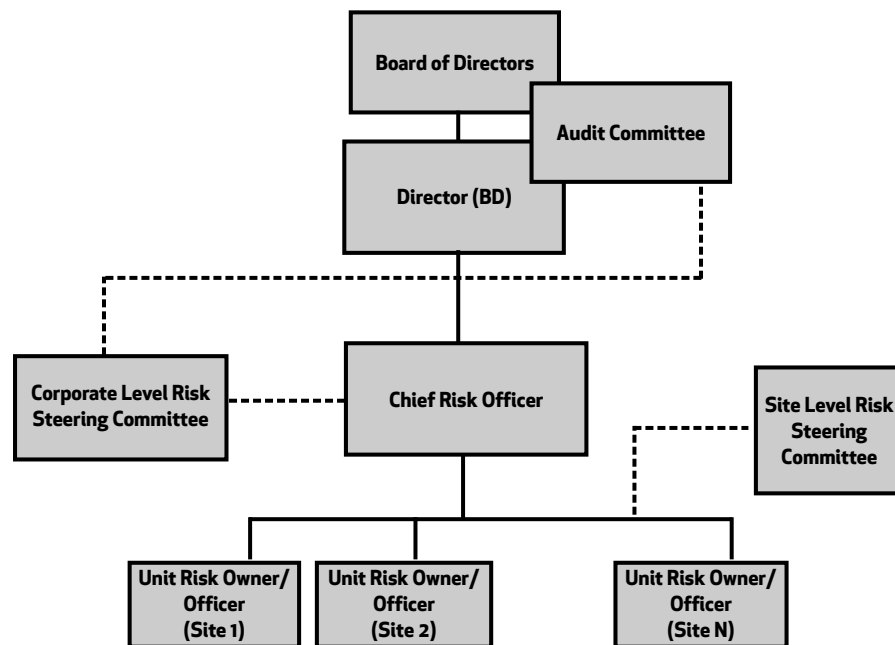 Board of Directors
Audit Committee
Director (BD)
Corporate Level Risk
Steering Committee
Chief Risk Officer
Site Level Risk
Steering
Committee
Unit Risk Owner/
Officer
(Site 1)
Unit Risk Owner/
Officer
(Site 2)
Unit Risk Owner/
Officer
(Site N)